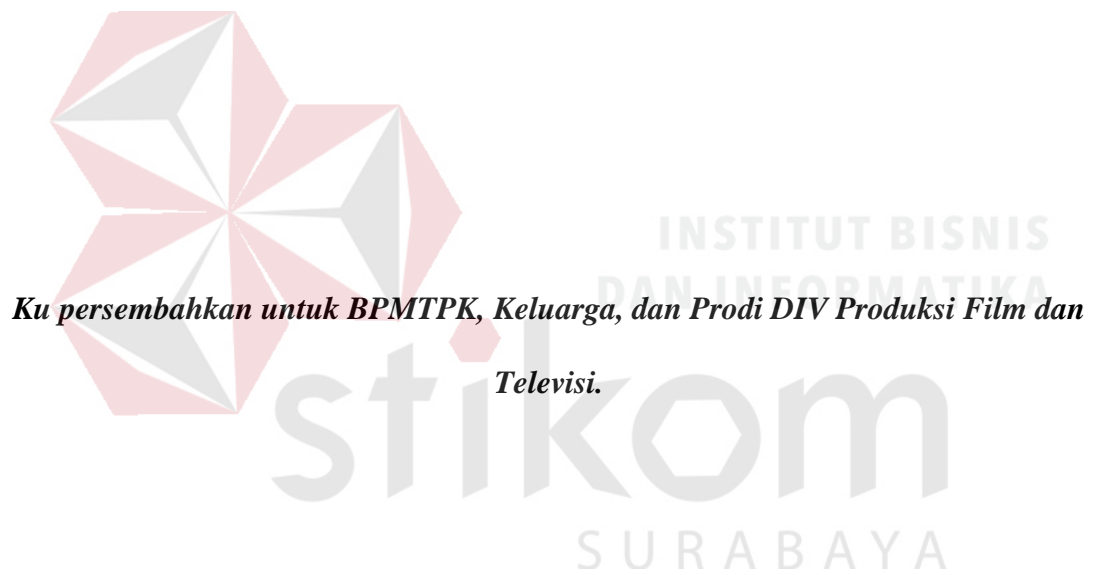 INSTITUT BISNIS
DAN INFORMATIKA
Ku persembahkan untuk BPMTPK, Keluarga, dan Prodi DIV Produksi Film dan
Televisi.
stikom
SURABAYA